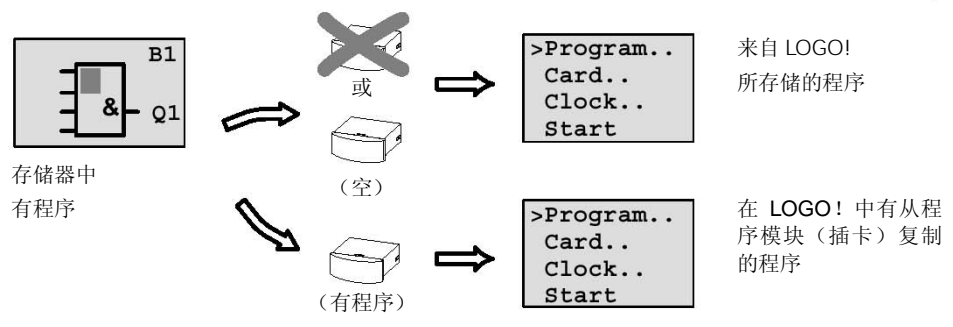 B1
&
Q1
存储器中
有程序
或
（空）
（有程序）
>Program..
Card..
Clock..
Start
来自 LOGO!
所存储的程序
>Program..
Card..
Clock..
Start
在 LOGO！中有从程
序模块（插卡）复制
的程序